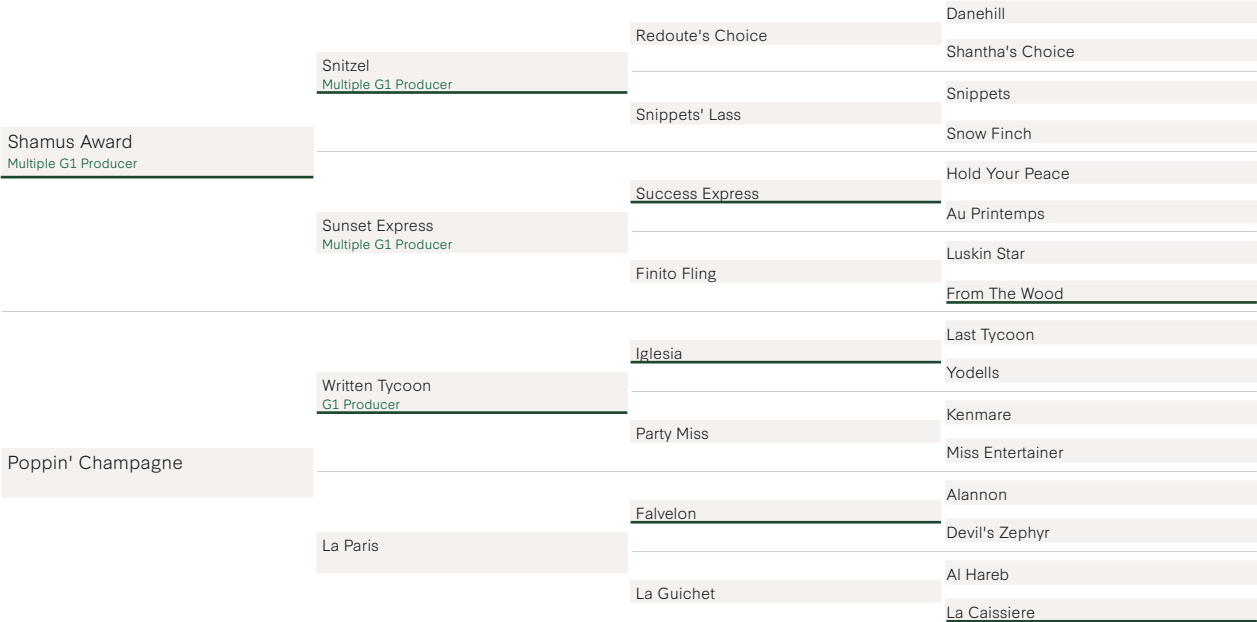 Danehill
Redoute's Choice
Shantha's Choice
Snitzel
Multiple G1 Producer
Snippets
Snippets' Lass
Snow Finch
Shamus Award
Multiple G1 Producer
Hold Your Peace
Success Express
Au Printemps
Sunset Express
Multiple G1 Producer
Luskin Star
Finito Fling
From The Wood
Last Tycoon
Iglesia
Yodells
Written Tycoon
G1 Producer
Kenmare
Party Miss
Miss Entertainer
Poppin' Champagne
Alannon
Falvelon
Devil's Zephyr
La Paris
Al Hareb
La Guichet
La Caissiere